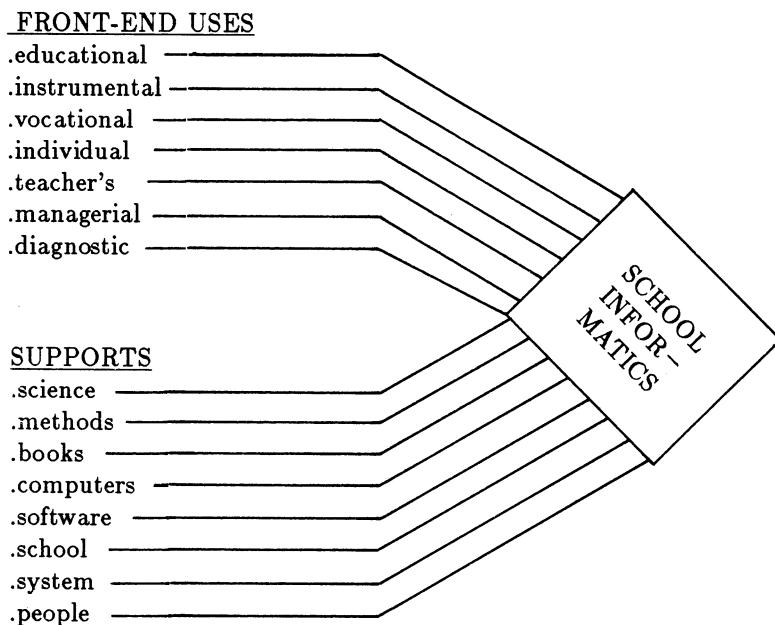 FRONT-END USES
.educational
.instrumental
.vocational
.individual
.teacher's
.managerial
.diagnostic
SUPPORTS
.science
.methods
.books
.computers
.software
.school
.system
.people
SCHOOL
INFOR-
MATICS